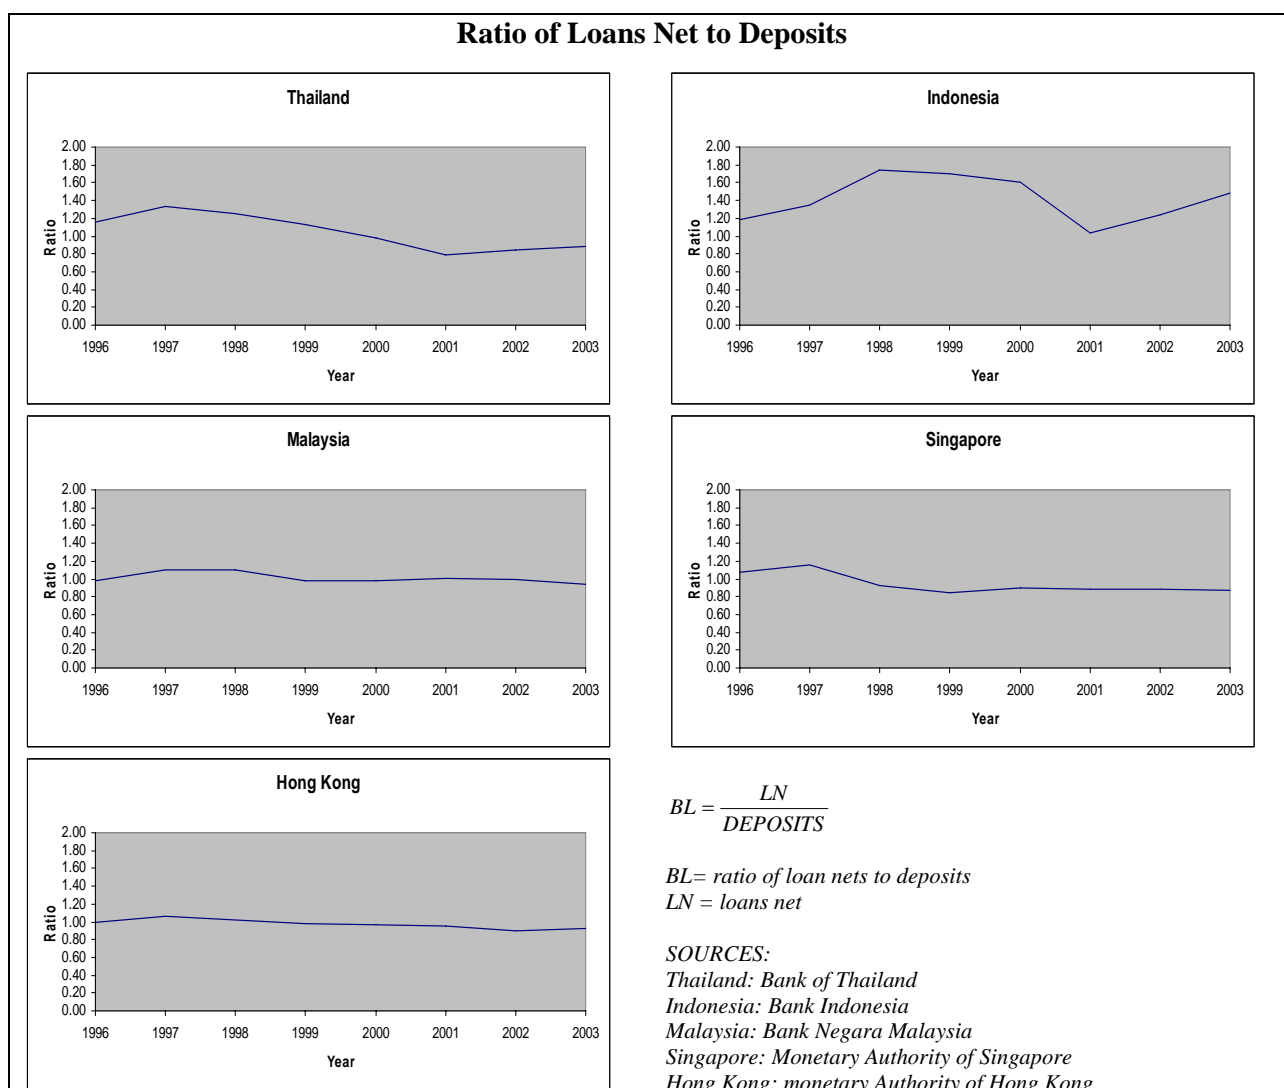 Ratio of Loans Net to Deposits
Thailand
2.00
1.80
1.60
1.40
1.20
1.00
0.80
0.60
0.40
0.20
0.00
Ratio
1996 1997 1998 1999 2000 2001 2002 2003
Year
Indonesia
2.00
1.80
1.60
1.40
1.20
1.00
0.80
0.60
0.40
0.20
0.00
Ratio
1996 1997 1998 1999 2000 2001 2002 2003
Year
Malaysia
2.00
1.80
1.60
1.40
1.20
1.00
0.80
0.60
0.40
0.20
0.00
Ratio
1996 1997 1998 1999 2000 2001 2002 2003
Year
Singapore
2.00
1.80
1.60
1.40
1.20
1.00
0.80
0.60
0.40
0.20
0.00
Ratio
1996 1997 1998 1999 2000 2001 2002 2003
Year
Hong Kong
2.00
1.80
1.60
1.40
1.20
1.00
0.80
0.60
0.40
0.20
0.00
Ratio
1996 1997 1998 1999 2000 2001 2002 2003
Year
BL = LN
DEPOSITS
BL= ratio of loan nets to deposits
LN = loans net
SOURCES:
Thailand: Bank of Thailand
Indonesia: Bank Indonesia
Malaysia: Bank Negara Malaysia
Singapore: Monetary Authority of Singapore
Hong Kong: monetary Authority of Hong Kong